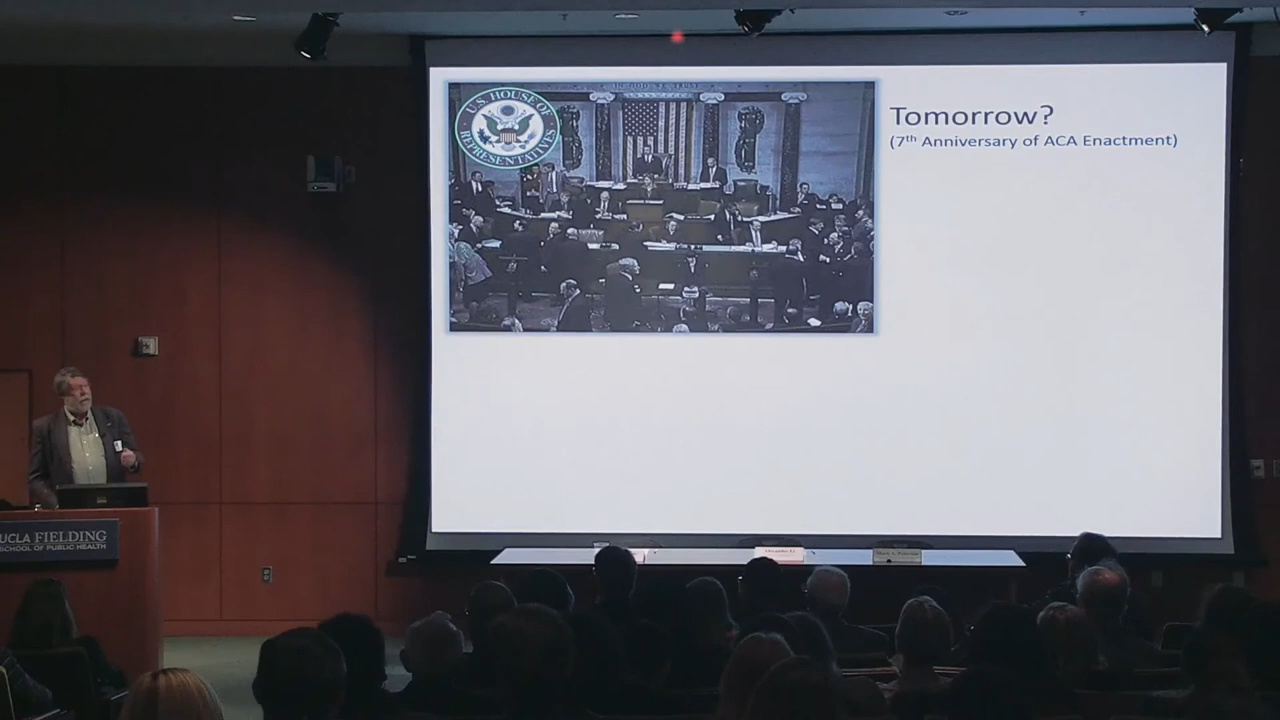 U.S. HOUSE OF
REPRESENTATIVES
Tomorrow?
(7th Anniversary of ACA Enactment)
UCLA FIELDING
SCHOOL OF PUBLIC HEALTH